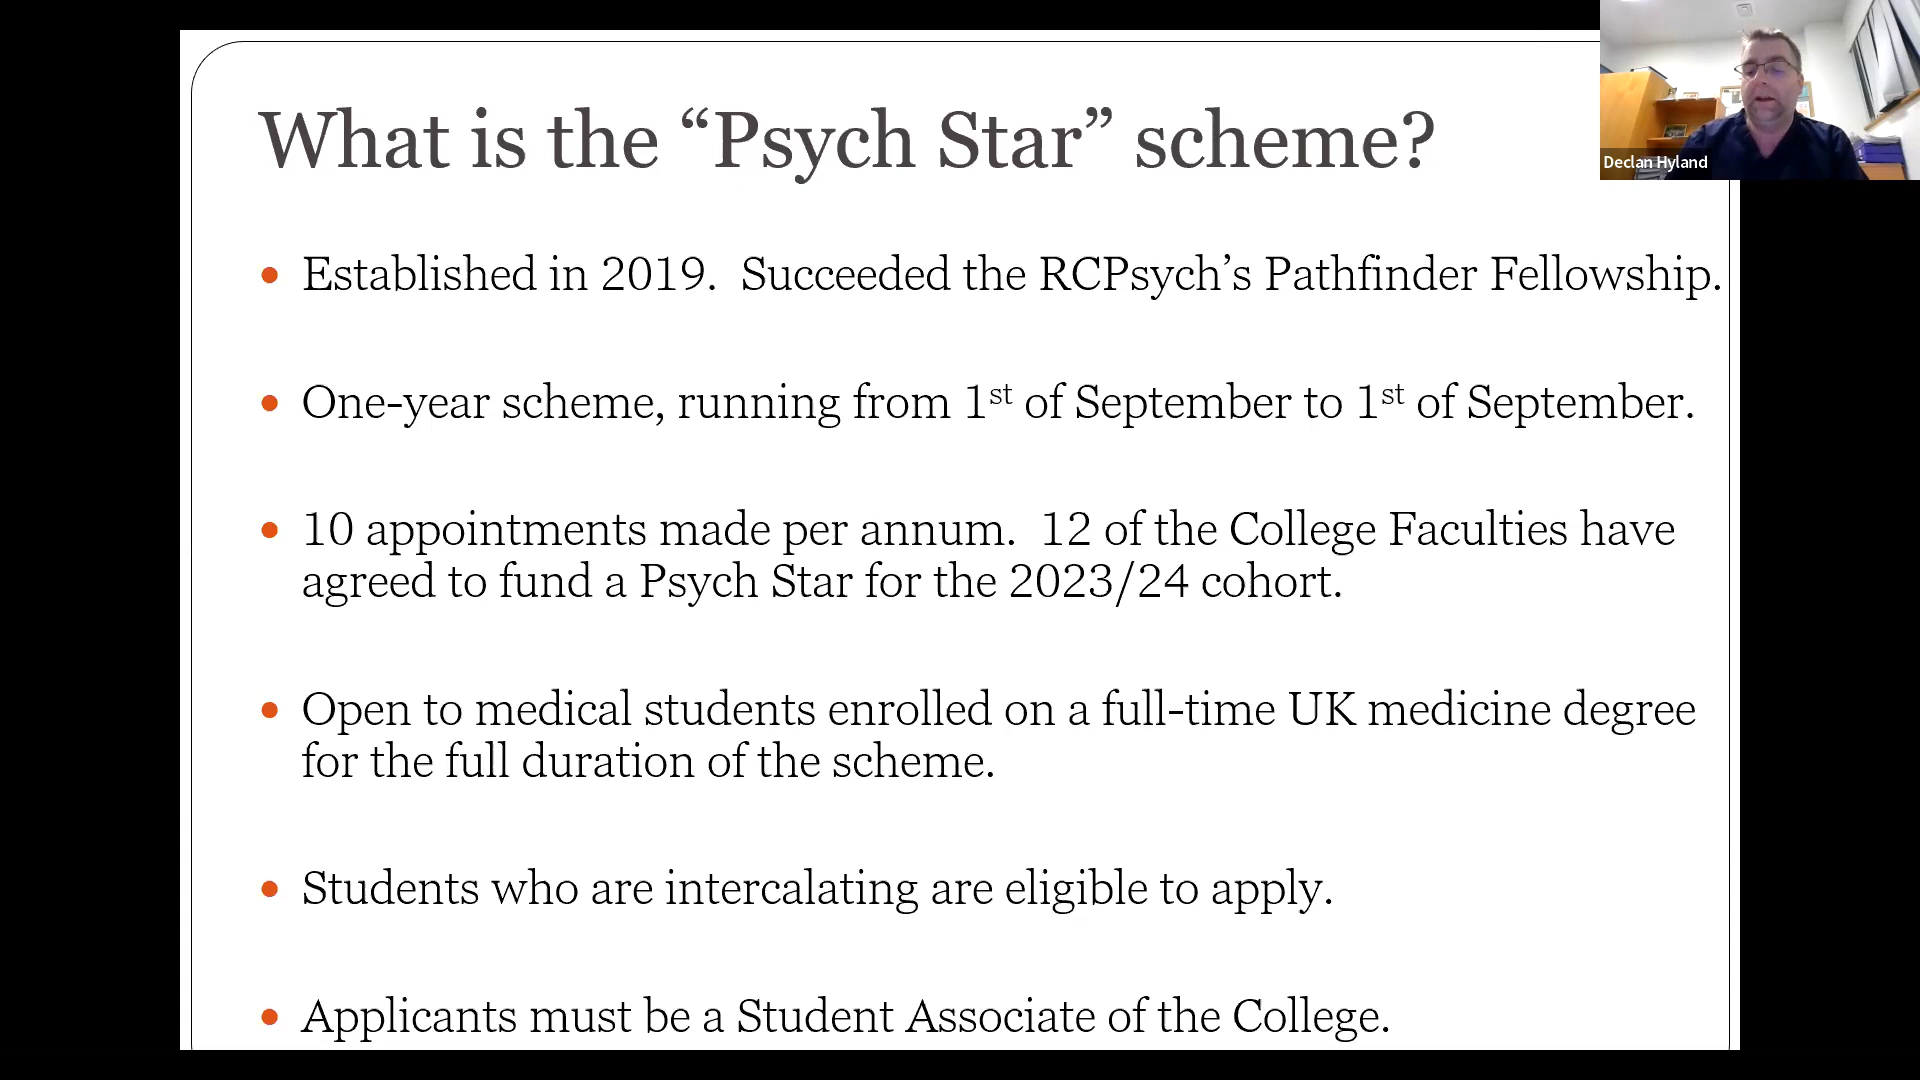 What is the “Psych Star” scheme?
Declan Hyland
• Established in 2019.  Succeeded the RCPsych’s Pathfinder Fellowship.
• One-year scheme, running from 1st of September to 1st of September.
• 10 appointments made per annum.  12 of the College Faculties have
agreed to fund a Psych Star for the 2023/24 cohort.
• Open to medical students enrolled on a full-time UK medicine degree
for the full duration of the scheme.
• Students who are intercalating are eligible to apply.
• Applicants must be a Student Associate of the College.